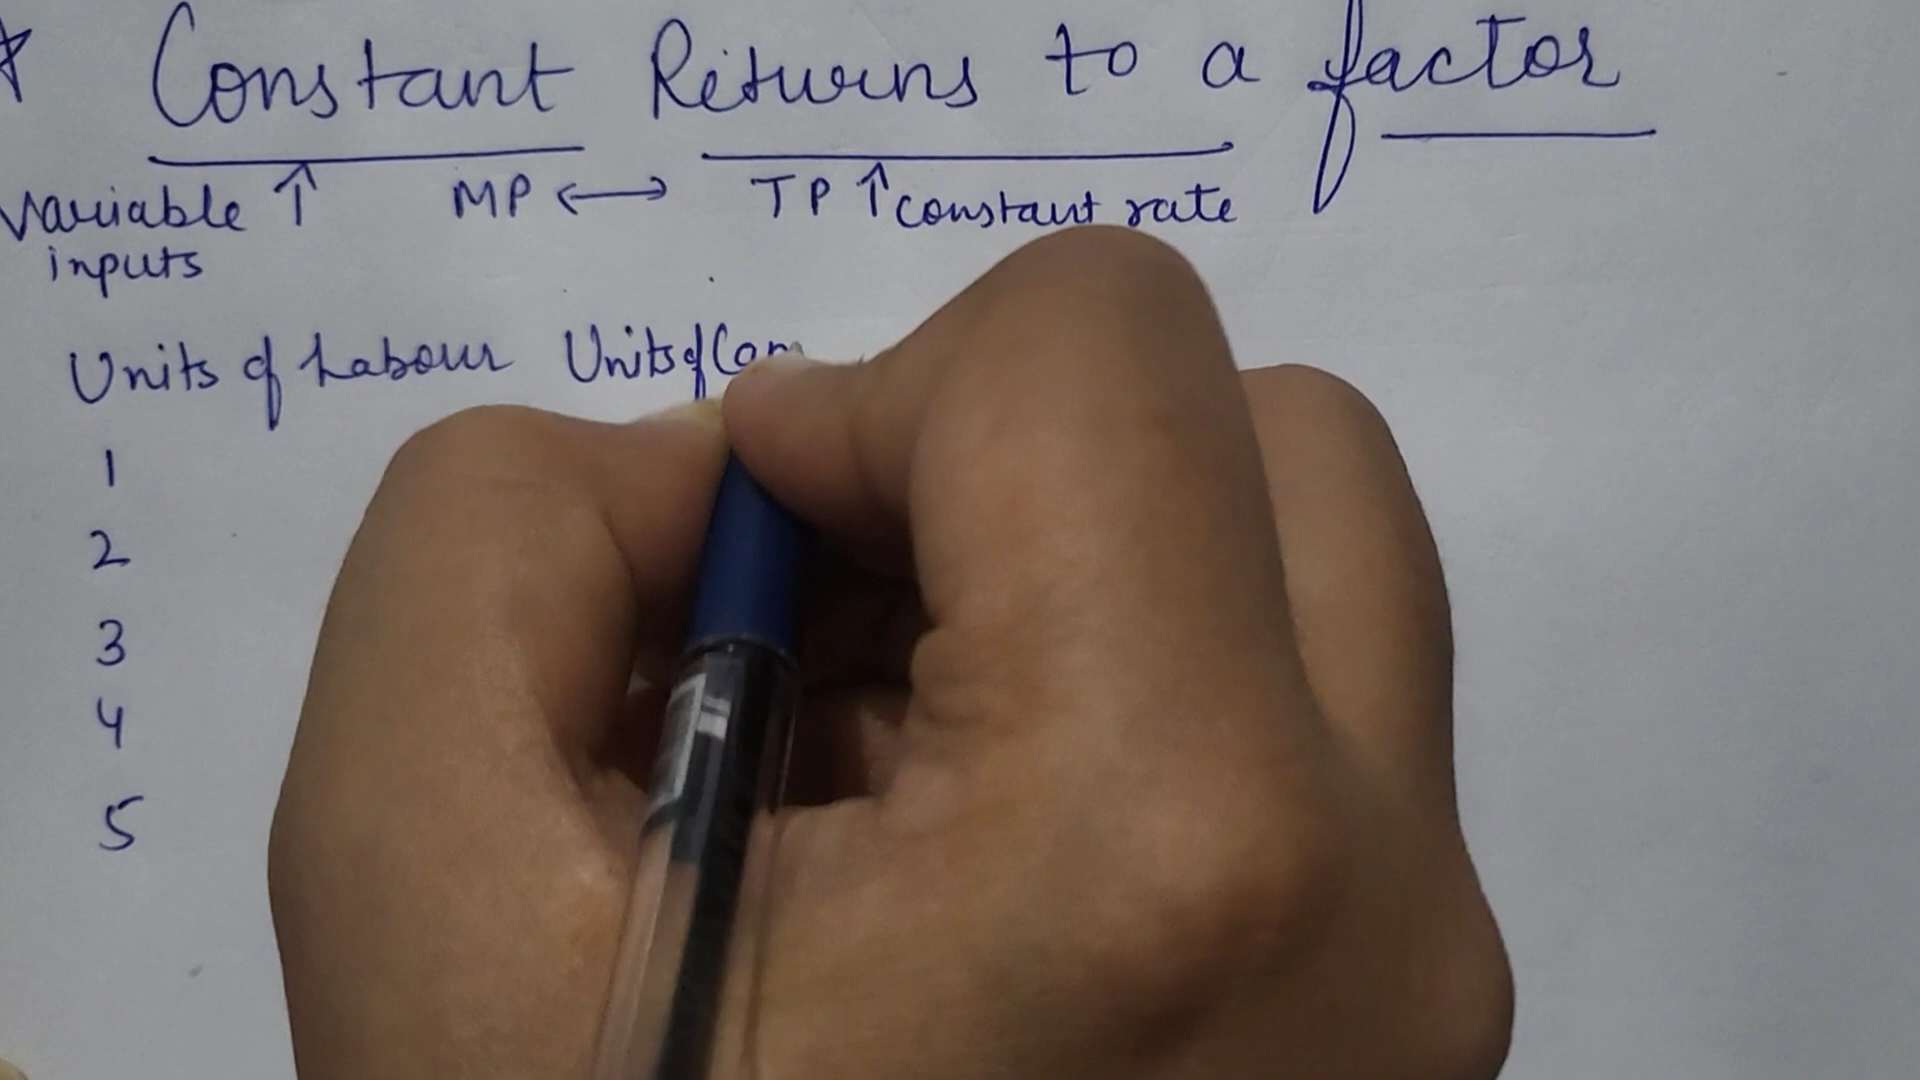 * Constant Returns to a factor
variable ↑ MP ↔ TP ↑ constant rate
inputs
Units of Labour Units of
1
2
3
4
5